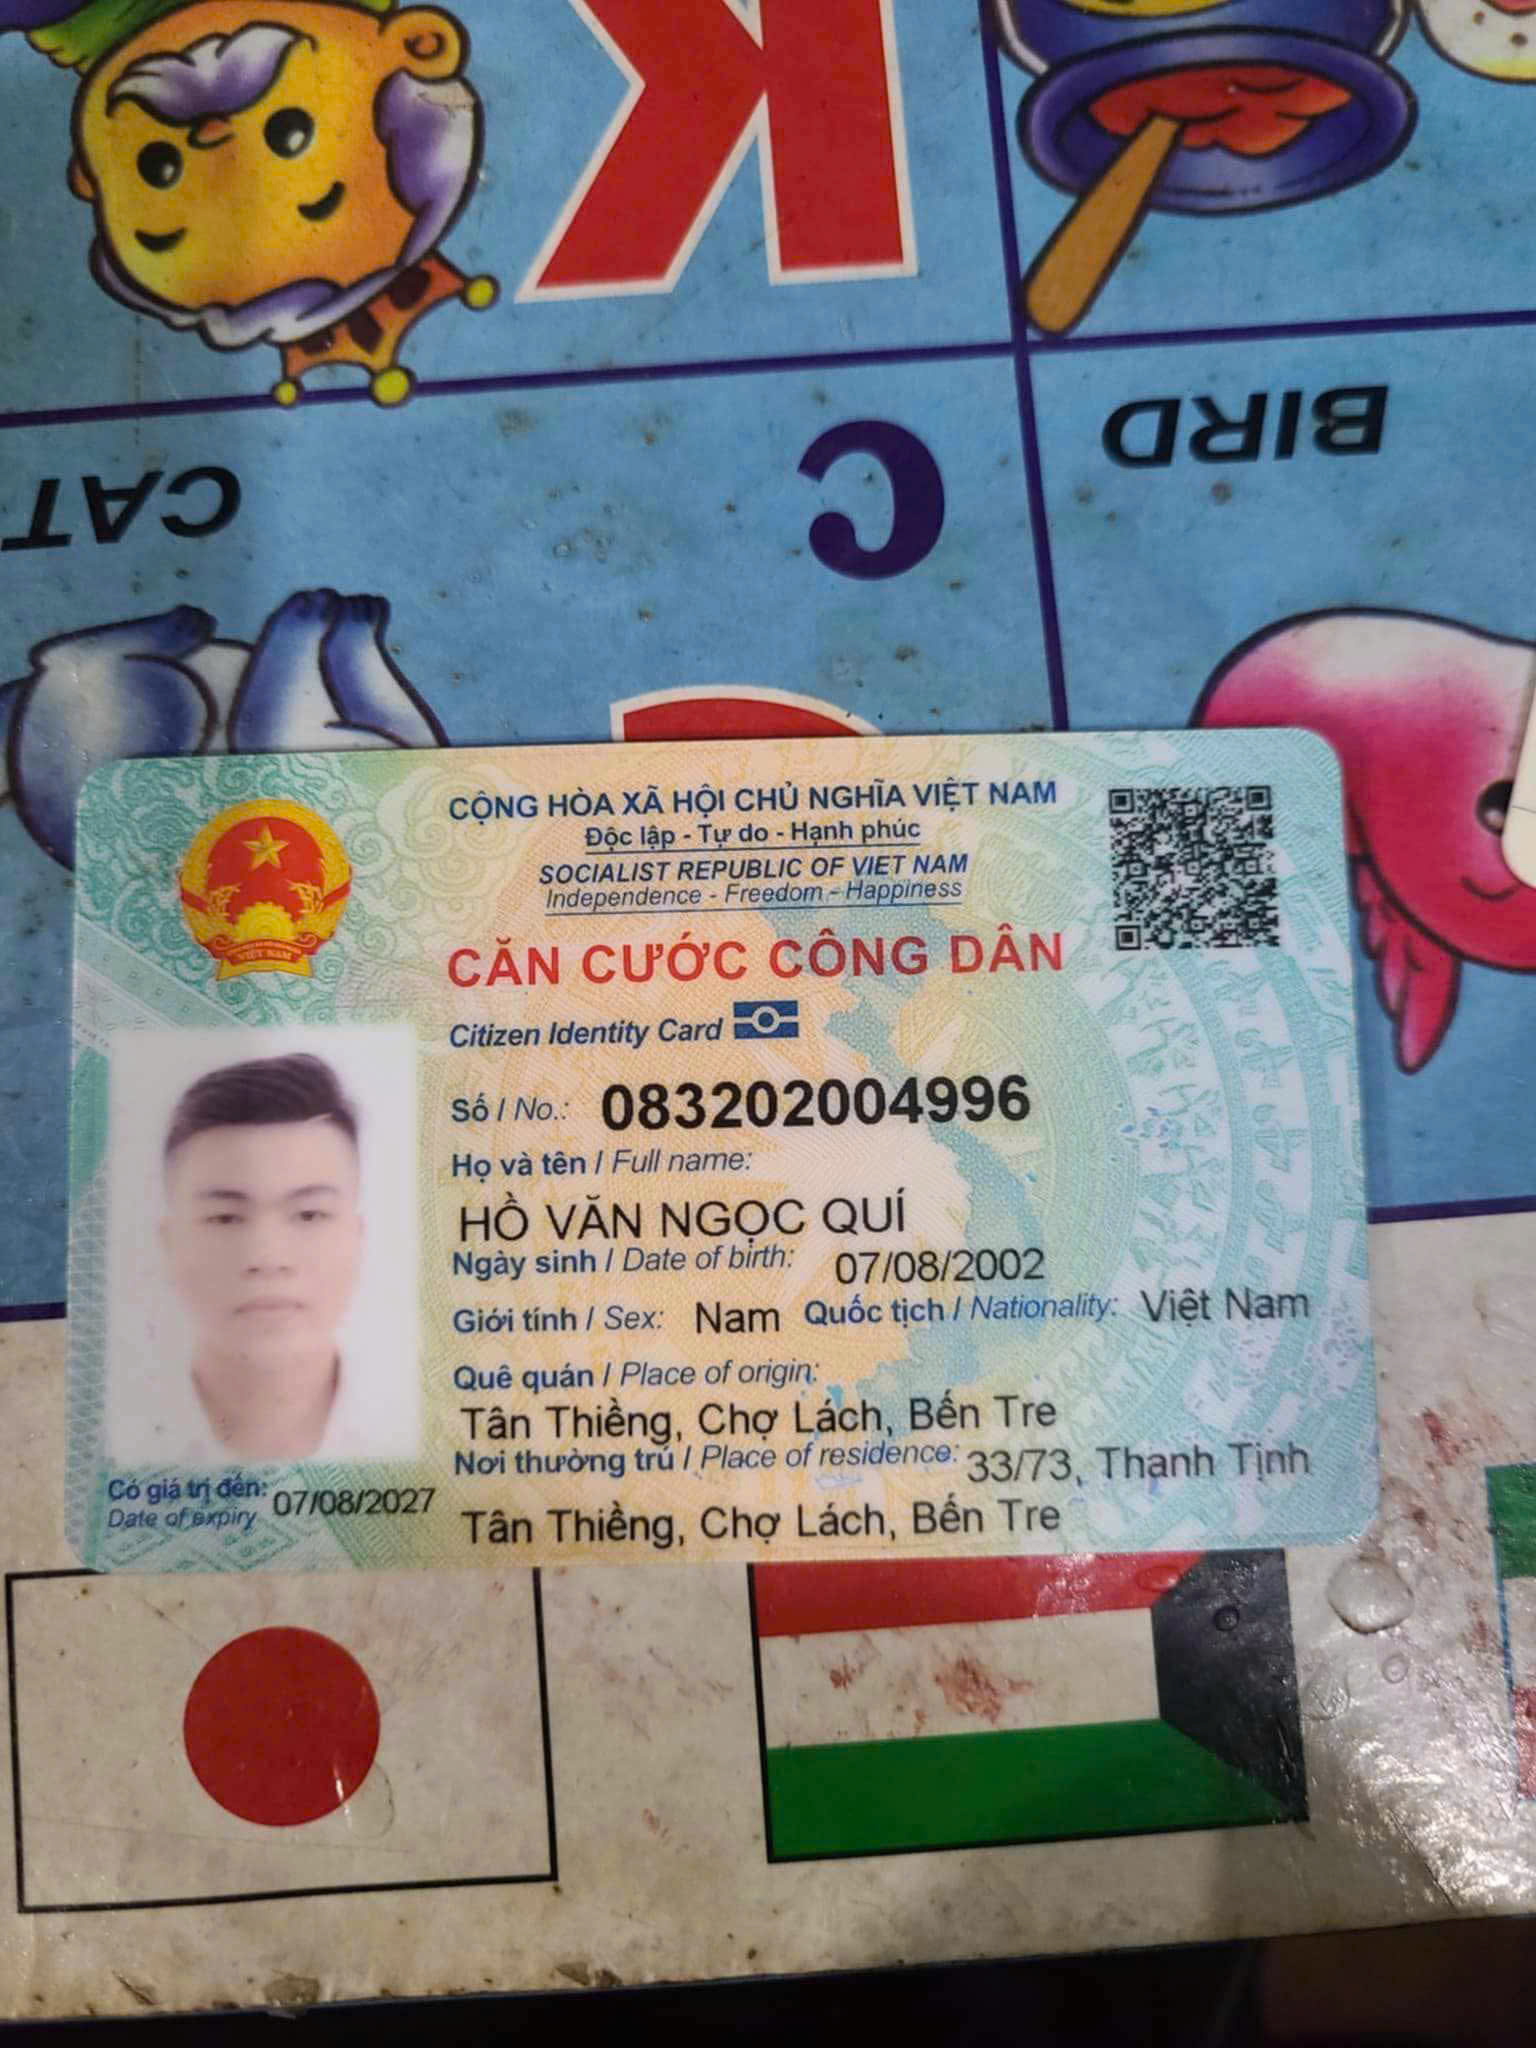 K
BIRD
C
CAT
CỘNG HÒA XÃ HỘI CHỦ NGHĨA VIỆT NAM
Độc lập - Tự do - Hạnh phúc
SOCIALIST REPUBLIC OF VIET NAM
Independence - Freedom - Happiness
VIỆT NAM
CĂN CƯỚC CÔNG DÂN
Citizen Identity Card
Số / No.: 083202004996
Họ và tên / Full name:
HỒ VĂN NGỌC QUÍ
Ngày sinh / Date of birth: 07/08/2002
Giới tính / Sex: Nam Quốc tịch / Nationality: Việt Nam
Quê quán / Place of origin:
Tân Thiềng, Chợ Lách, Bến Tre
Nơi thường trú / Place of residence: 33/73, Thanh Tịnh
Tân Thiềng, Chợ Lách, Bến Tre
Có giá trị đến: 07/08/2027
Date of expiry